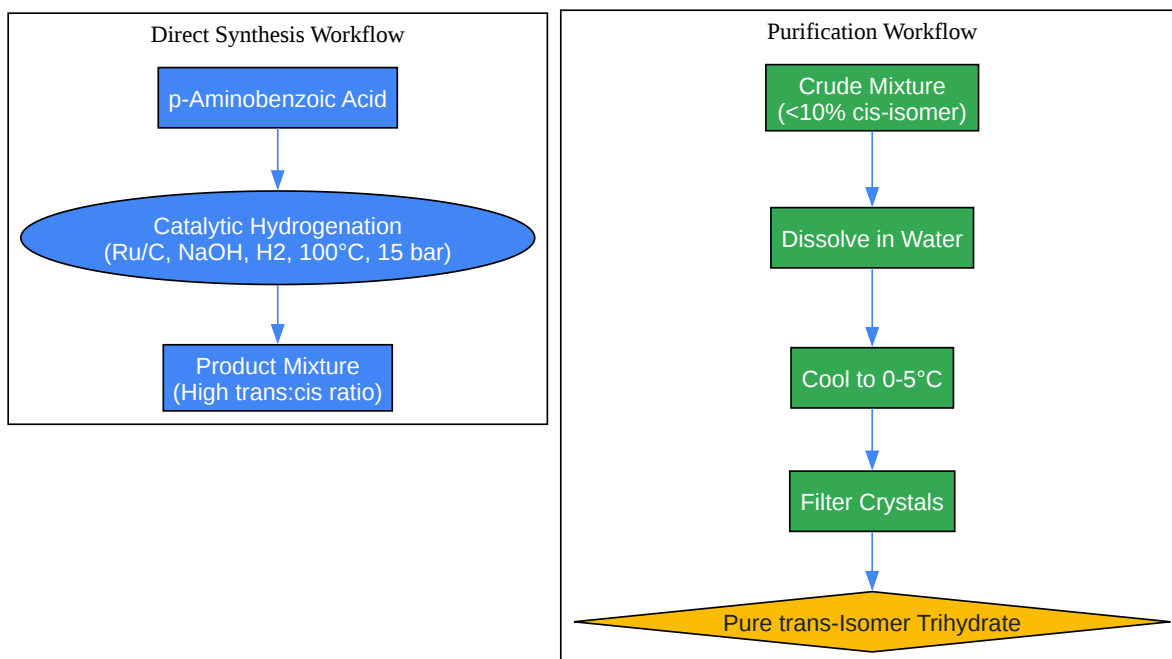 Direct Synthesis Workflow
p-Aminobenzoic Acid
Catalytic Hydrogenation
(Ru/C, NaOH, H2, 100°C, 15 bar)
Product Mixture
(High trans:cis ratio)
Purification Workflow
Crude Mixture
(<10% cis-isomer)
Dissolve in Water
Cool to 0-5°C
Filter Crystals
Pure trans-Isomer Trihydrate